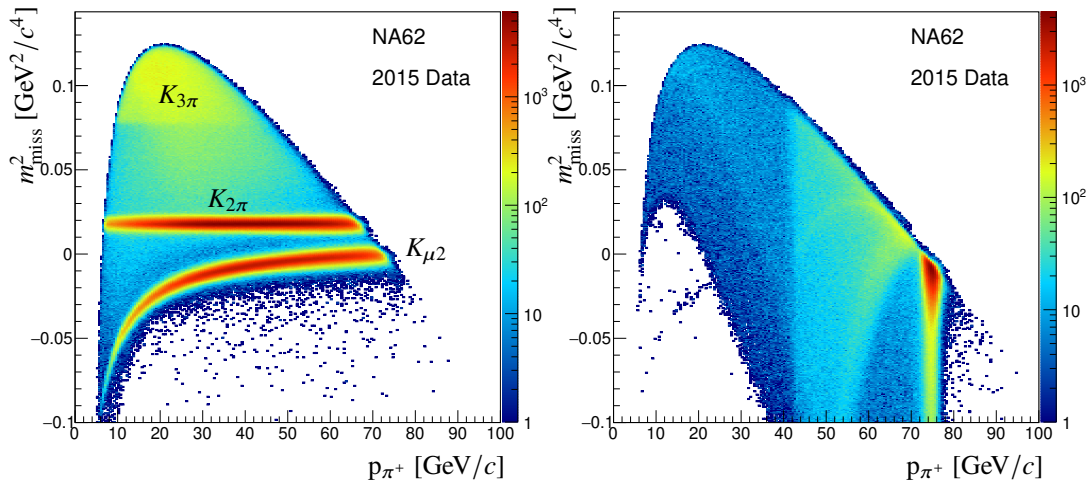 m²miss [GeV²/c⁴]
NA62
2015 Data
K3π
K2π
Kμ2
0.1
0.05
0
−0.05
−0.1
0 10 20 30 40 50 60 70 80 90 100
pπ+ [GeV/c]
10³
10²
10
1
m²miss [GeV²/c⁴]
NA62
2015 Data
0.1
0.05
0
−0.05
−0.1
0 10 20 30 40 50 60 70 80 90 100
pπ+ [GeV/c]
10³
10²
10
1